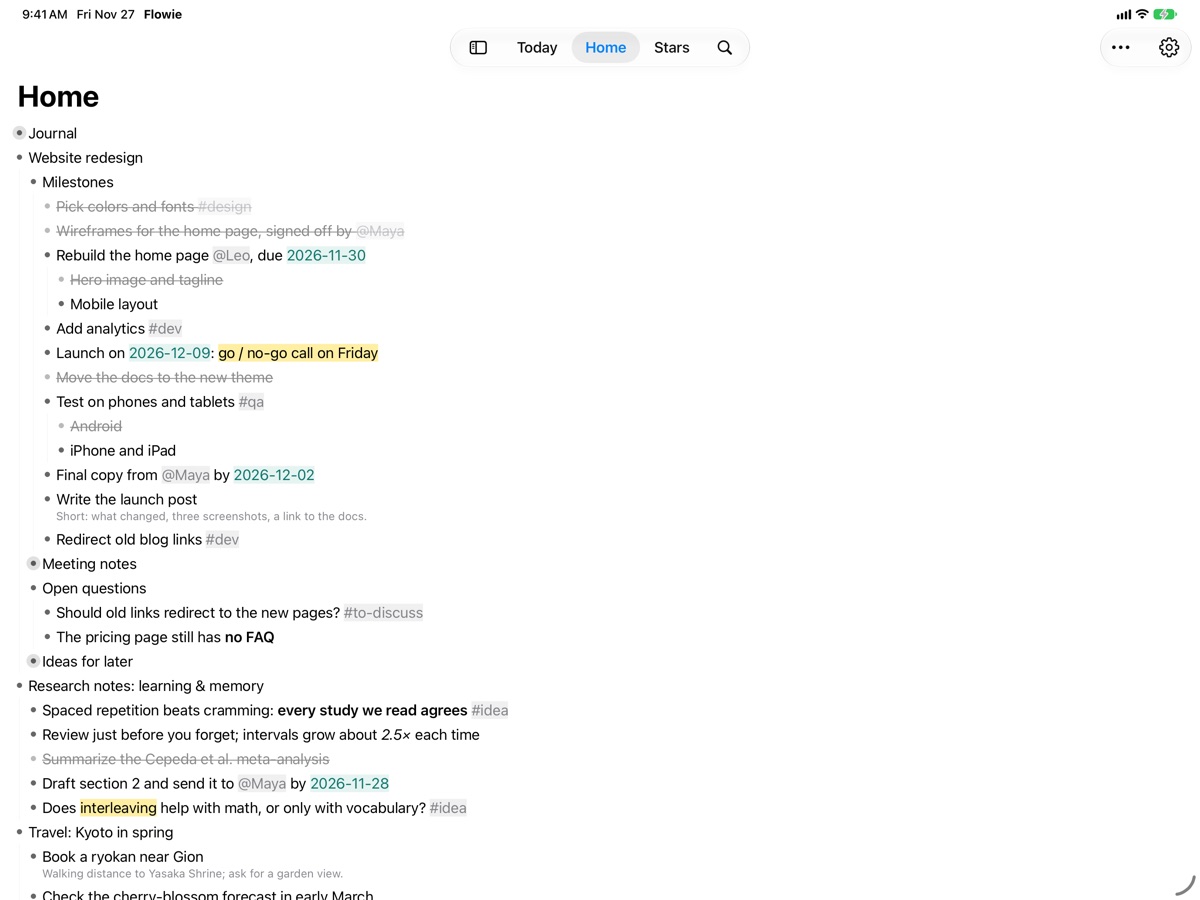 9:41 AM Fri Nov 27 Flowie
Today Home Stars
Home
Journal
Website redesign
Milestones
Pick colors and fonts #design
Wireframes for the home page, signed off by @Maya
Rebuild the home page @Leo, due 2026-11-30
Hero image and tagline
Mobile layout
Add analytics #dev
Launch on 2026-12-09: go / no-go call on Friday
Move the docs to the new theme
Test on phones and tablets #qa
Android
iPhone and iPad
Final copy from @Maya by 2026-12-02
Write the launch post
Short: what changed, three screenshots, a link to the docs.
Redirect old blog links #dev
Meeting notes
Open questions
Should old links redirect to the new pages? #to-discuss
The pricing page still has no FAQ
Ideas for later
Research notes: learning & memory
Spaced repetition beats cramming: every study we read agrees #idea
Review just before you forget; intervals grow about 2.5× each time
Summarize the Cepeda et al. meta-analysis
Draft section 2 and send it to @Maya by 2026-11-28
Does interleaving help with math, or only with vocabulary? #idea
Travel: Kyoto in spring
Book a ryokan near Gion
Walking distance to Yasaka Shrine; ask for a garden view.
Check the cherry-blossom forecast in early March